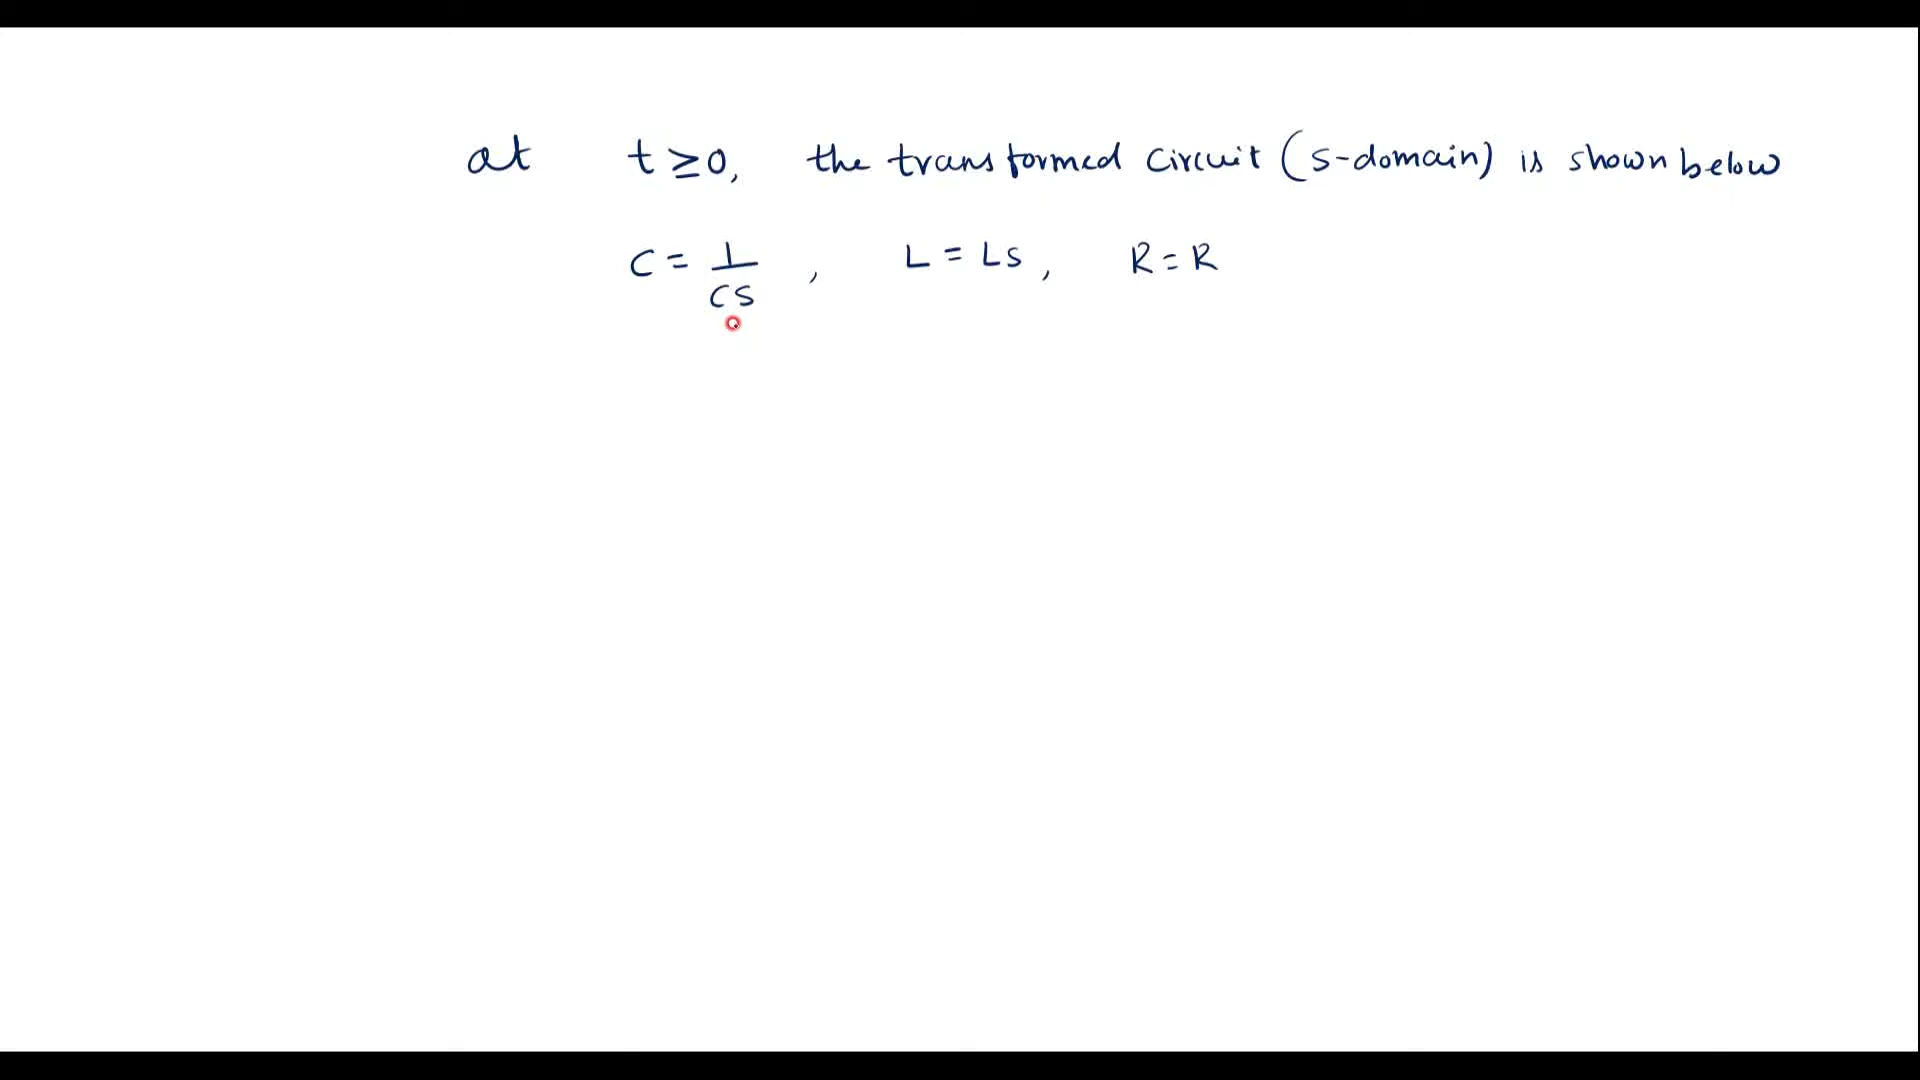 at t ≥ 0, the transformed circuit (s-domain) is shown below
C = 1/CS , L = LS , R = R